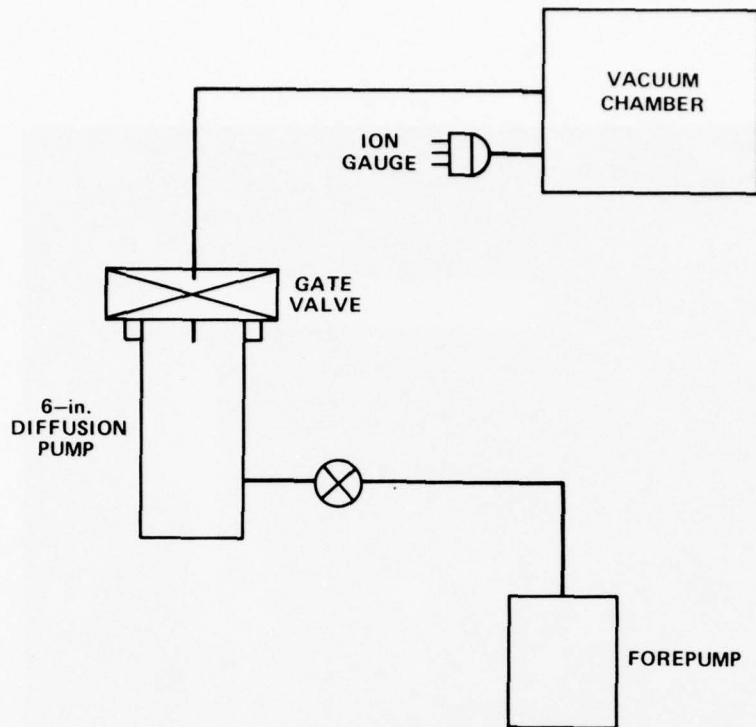 VACUUM
CHAMBER
ION
GAUGE
GATE
VALVE
6-in.
DIFFUSION
PUMP
FOREPUMP